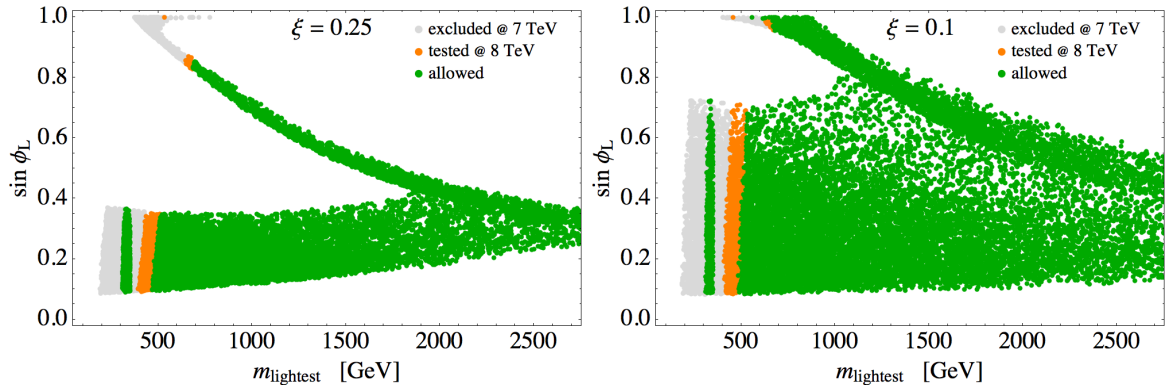 ξ = 0.25
excluded @ 7 TeV
tested @ 8 TeV
allowed
sin ϕL
1.0
0.8
0.6
0.4
0.2
0.0
500 1000 1500 2000 2500
mlightest [GeV]
ξ = 0.1
excluded @ 7 TeV
tested @ 8 TeV
allowed
sin ϕL
1.0
0.8
0.6
0.4
0.2
0.0
500 1000 1500 2000 2500
mlightest [GeV]